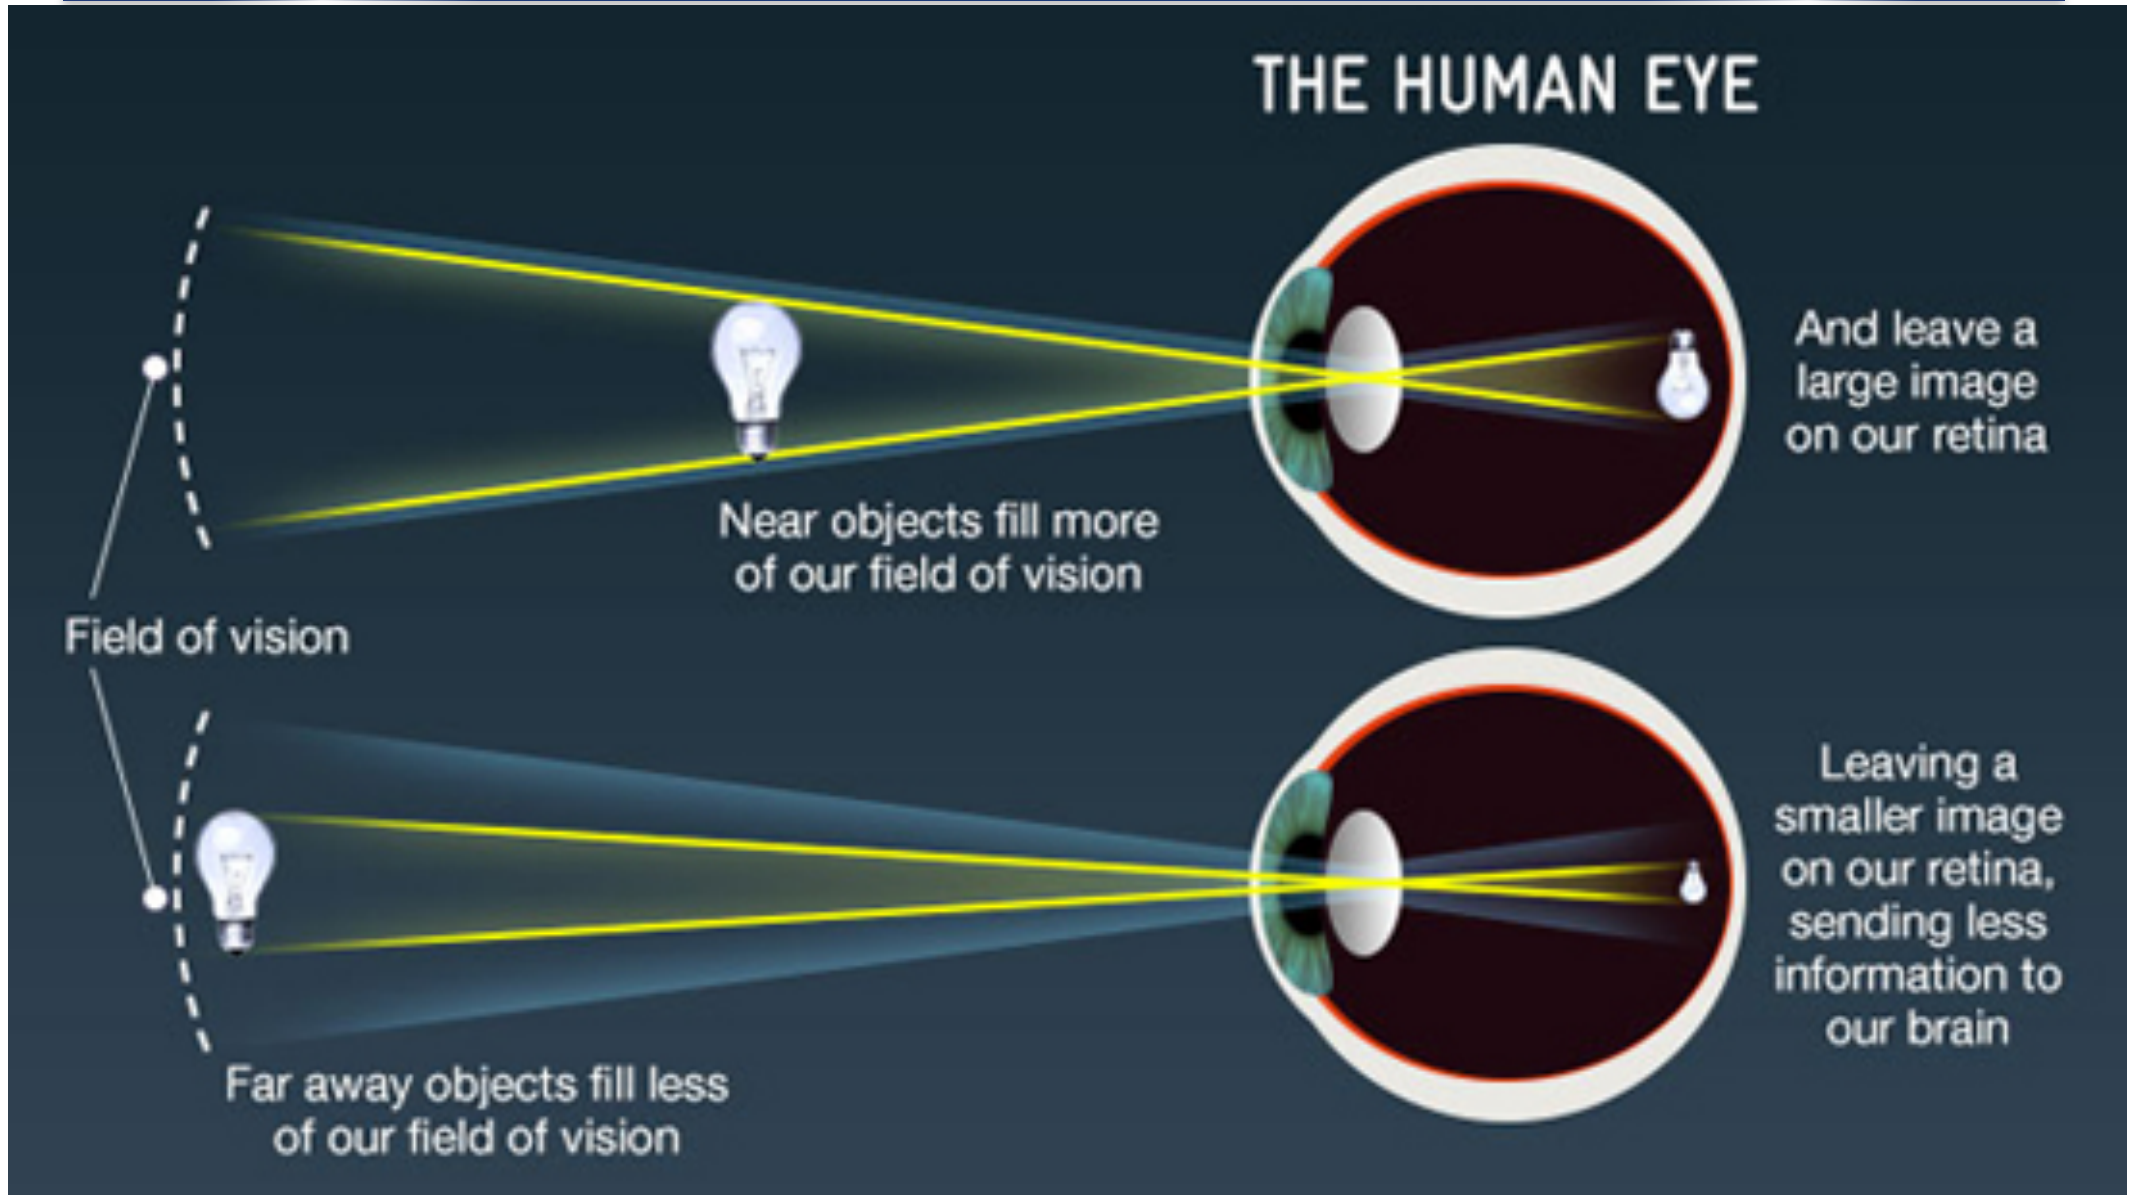 THE HUMAN EYE
And leave a
large image
on our retina
Near objects fill more
of our field of vision
Field of vision
Leaving a
smaller image
on our retina,
sending less
information to
our brain
Far away objects fill less
of our field of vision